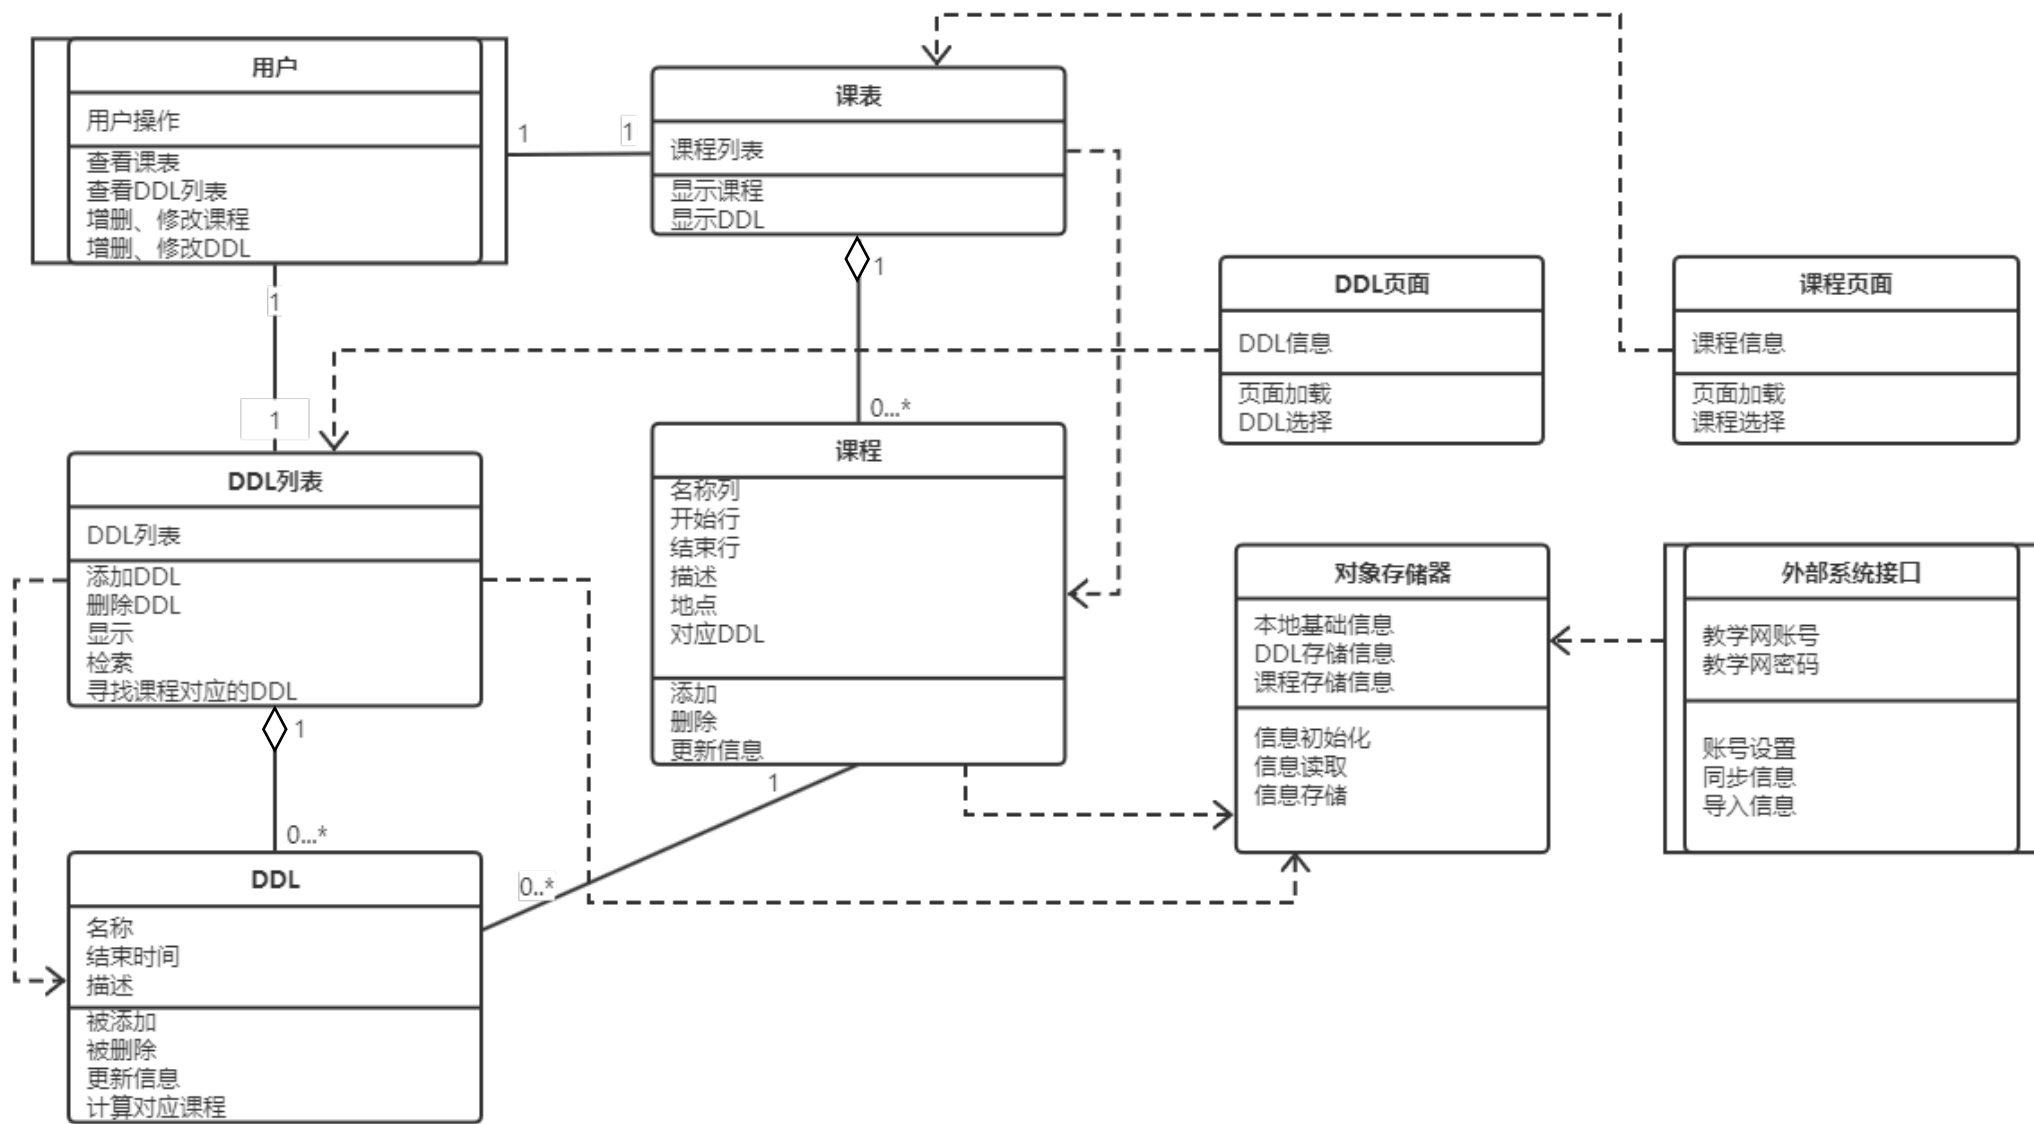 用户
用户操作
查看课表
查看DDL列表
增删、修改课程
增删、修改DDL
1
1
课表
课程列表
显示课程
显示DDL
1
0...*
1
1
DDL页面
DDL信息
页面加载
DDL选择
课程页面
课程信息
页面加载
课程选择
DDL列表
DDL列表
添加DDL
删除DDL
显示
检索
寻找课程对应的DDL
1
0...*
课程
名称列
开始行
结束行
描述
地点
对应DDL
添加
删除
更新信息
1
0..*
对象存储器
本地基础信息
DDL存储信息
课程存储信息
信息初始化
信息读取
信息存储
外部系统接口
教学网账号
教学网密码
账号设置
同步信息
导入信息
DDL
名称
结束时间
描述
被添加
被删除
更新信息
计算对应课程